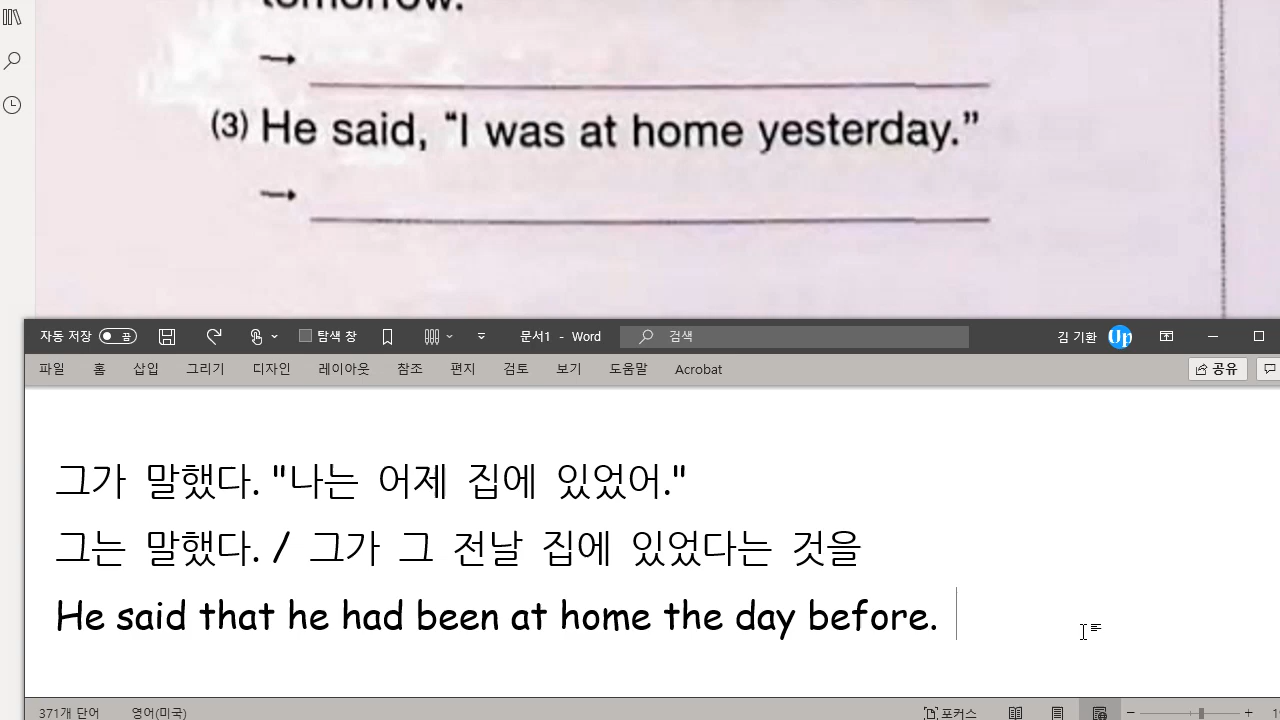 tomorrow.
→
(3) He said, “I was at home yesterday.”
→
자동 저장 끔 탐색 창 문서1 - Word 검색 김 기환 Up
파일 홈 삽입 그리기 디자인 레이아웃 참조 편지 검토 보기 도움말 Acrobat 공유
그가 말했다. "나는 어제 집에 있었어."
그는 말했다. / 그가 그 전날 집에 있었다는 것을
He said that he had been at home the day before.
371개 단어 영어(미국) 포커스